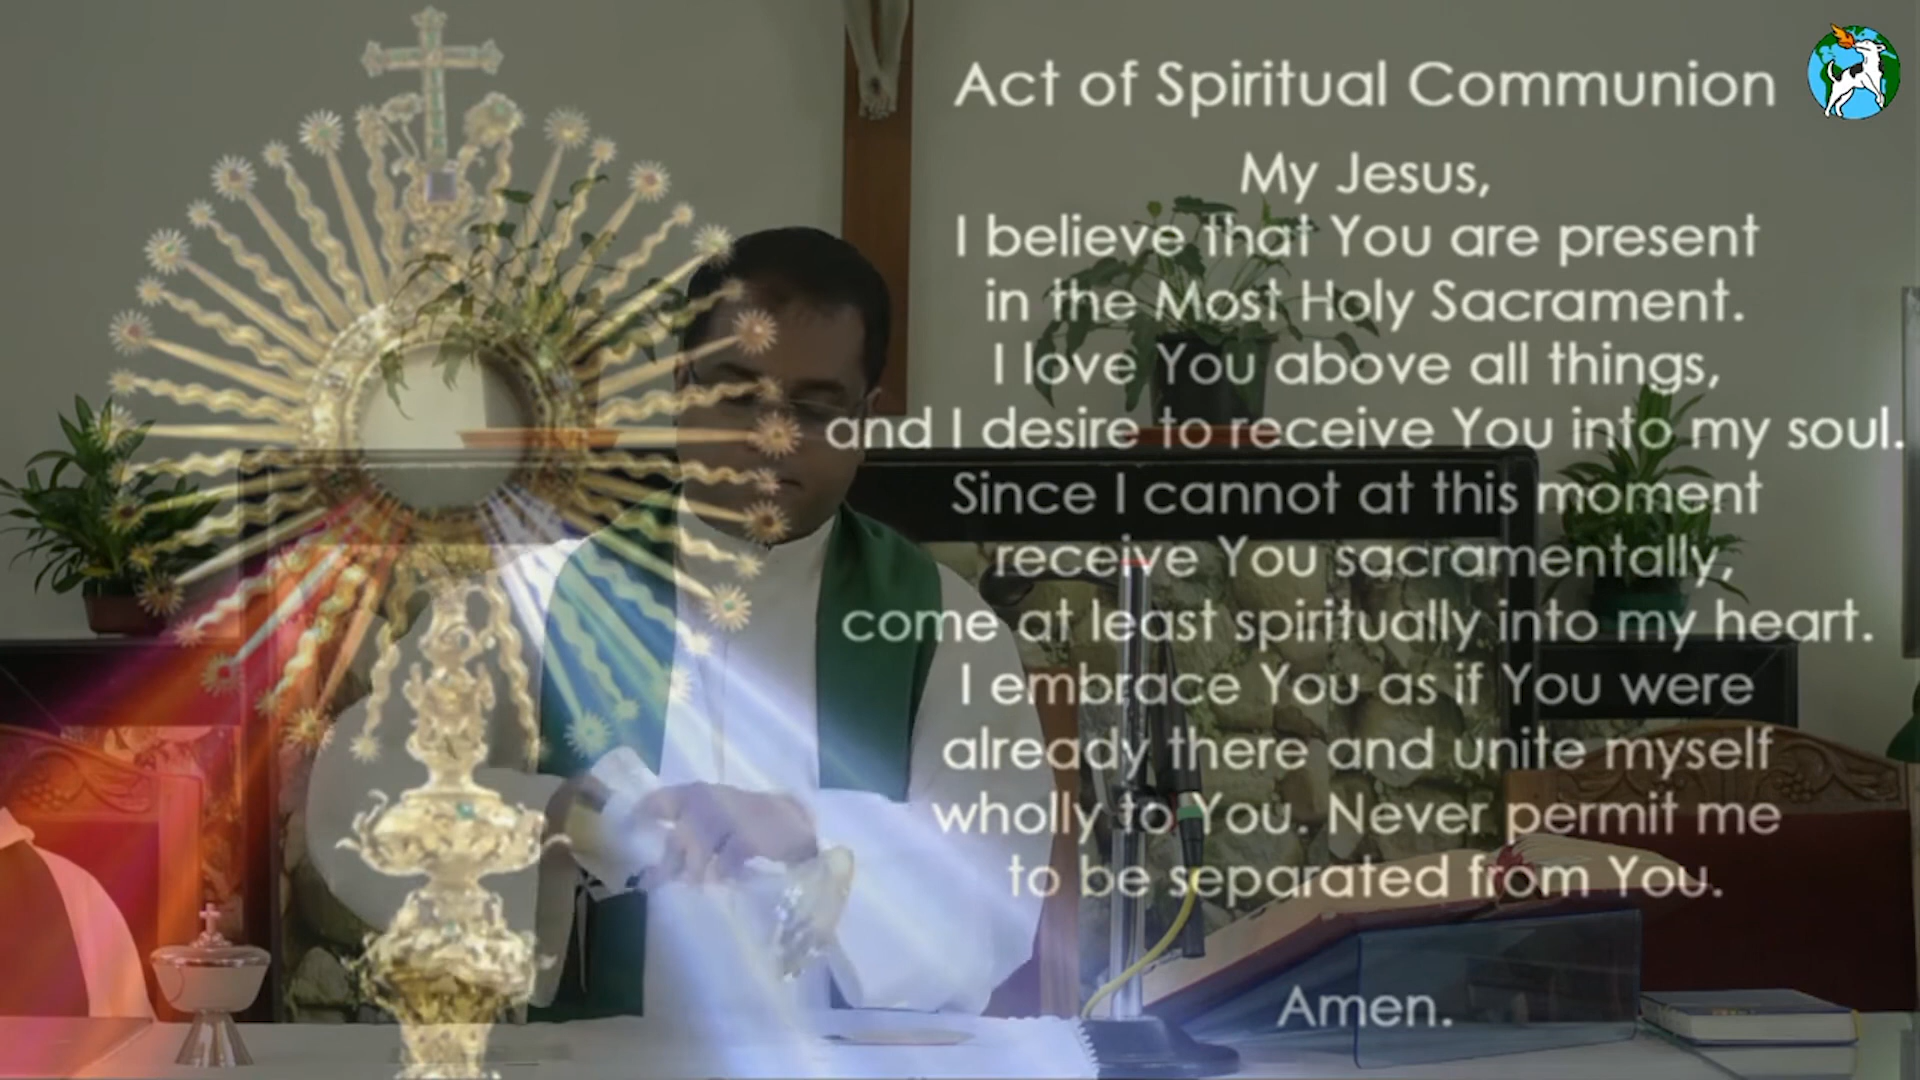 Act of Spiritual Communion
My Jesus,
I believe that You are present
in the Most Holy Sacrament.
I love You above all things,
and I desire to receive You into my soul.
Since I cannot at this moment
receive You sacramentally,
come at least spiritually into my heart.
I embrace You as if You were
already there and unite myself
wholly to You. Never permit me
to be separated from You.
Amen.